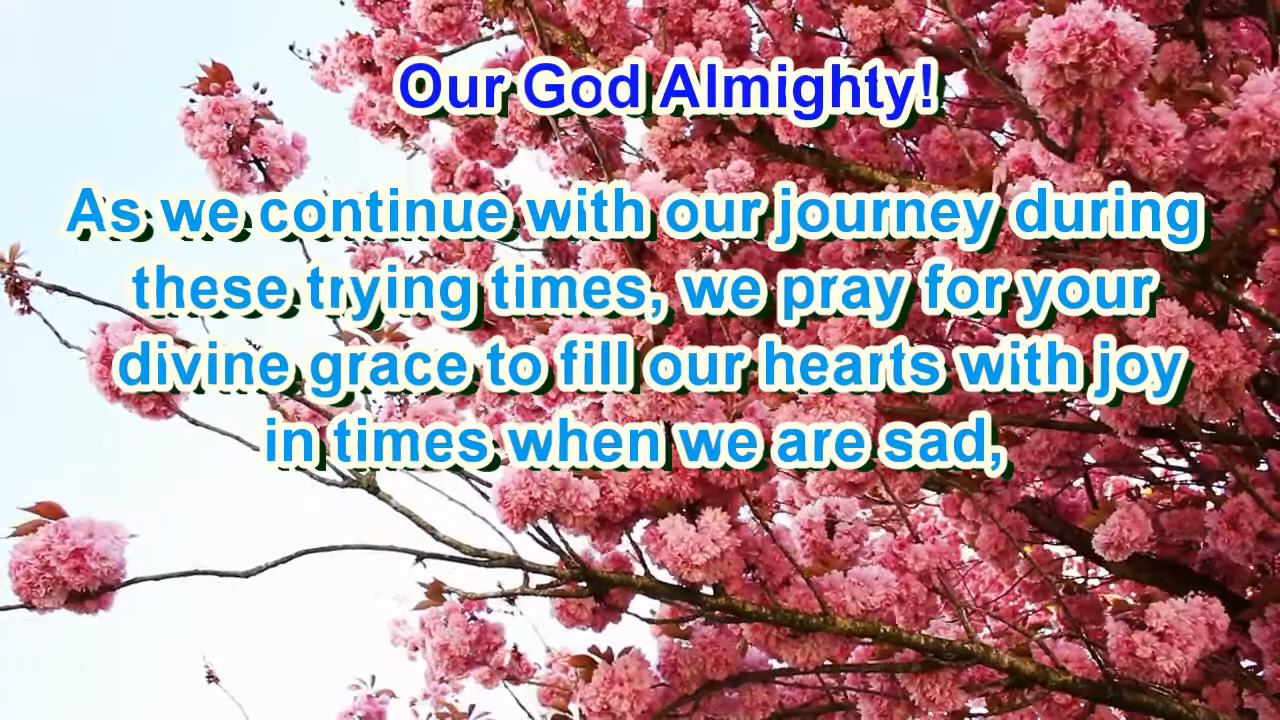 Our God Almighty!
As we continue with our journey during
these trying times, we pray for your
divine grace to fill our hearts with joy
in times when we are sad,